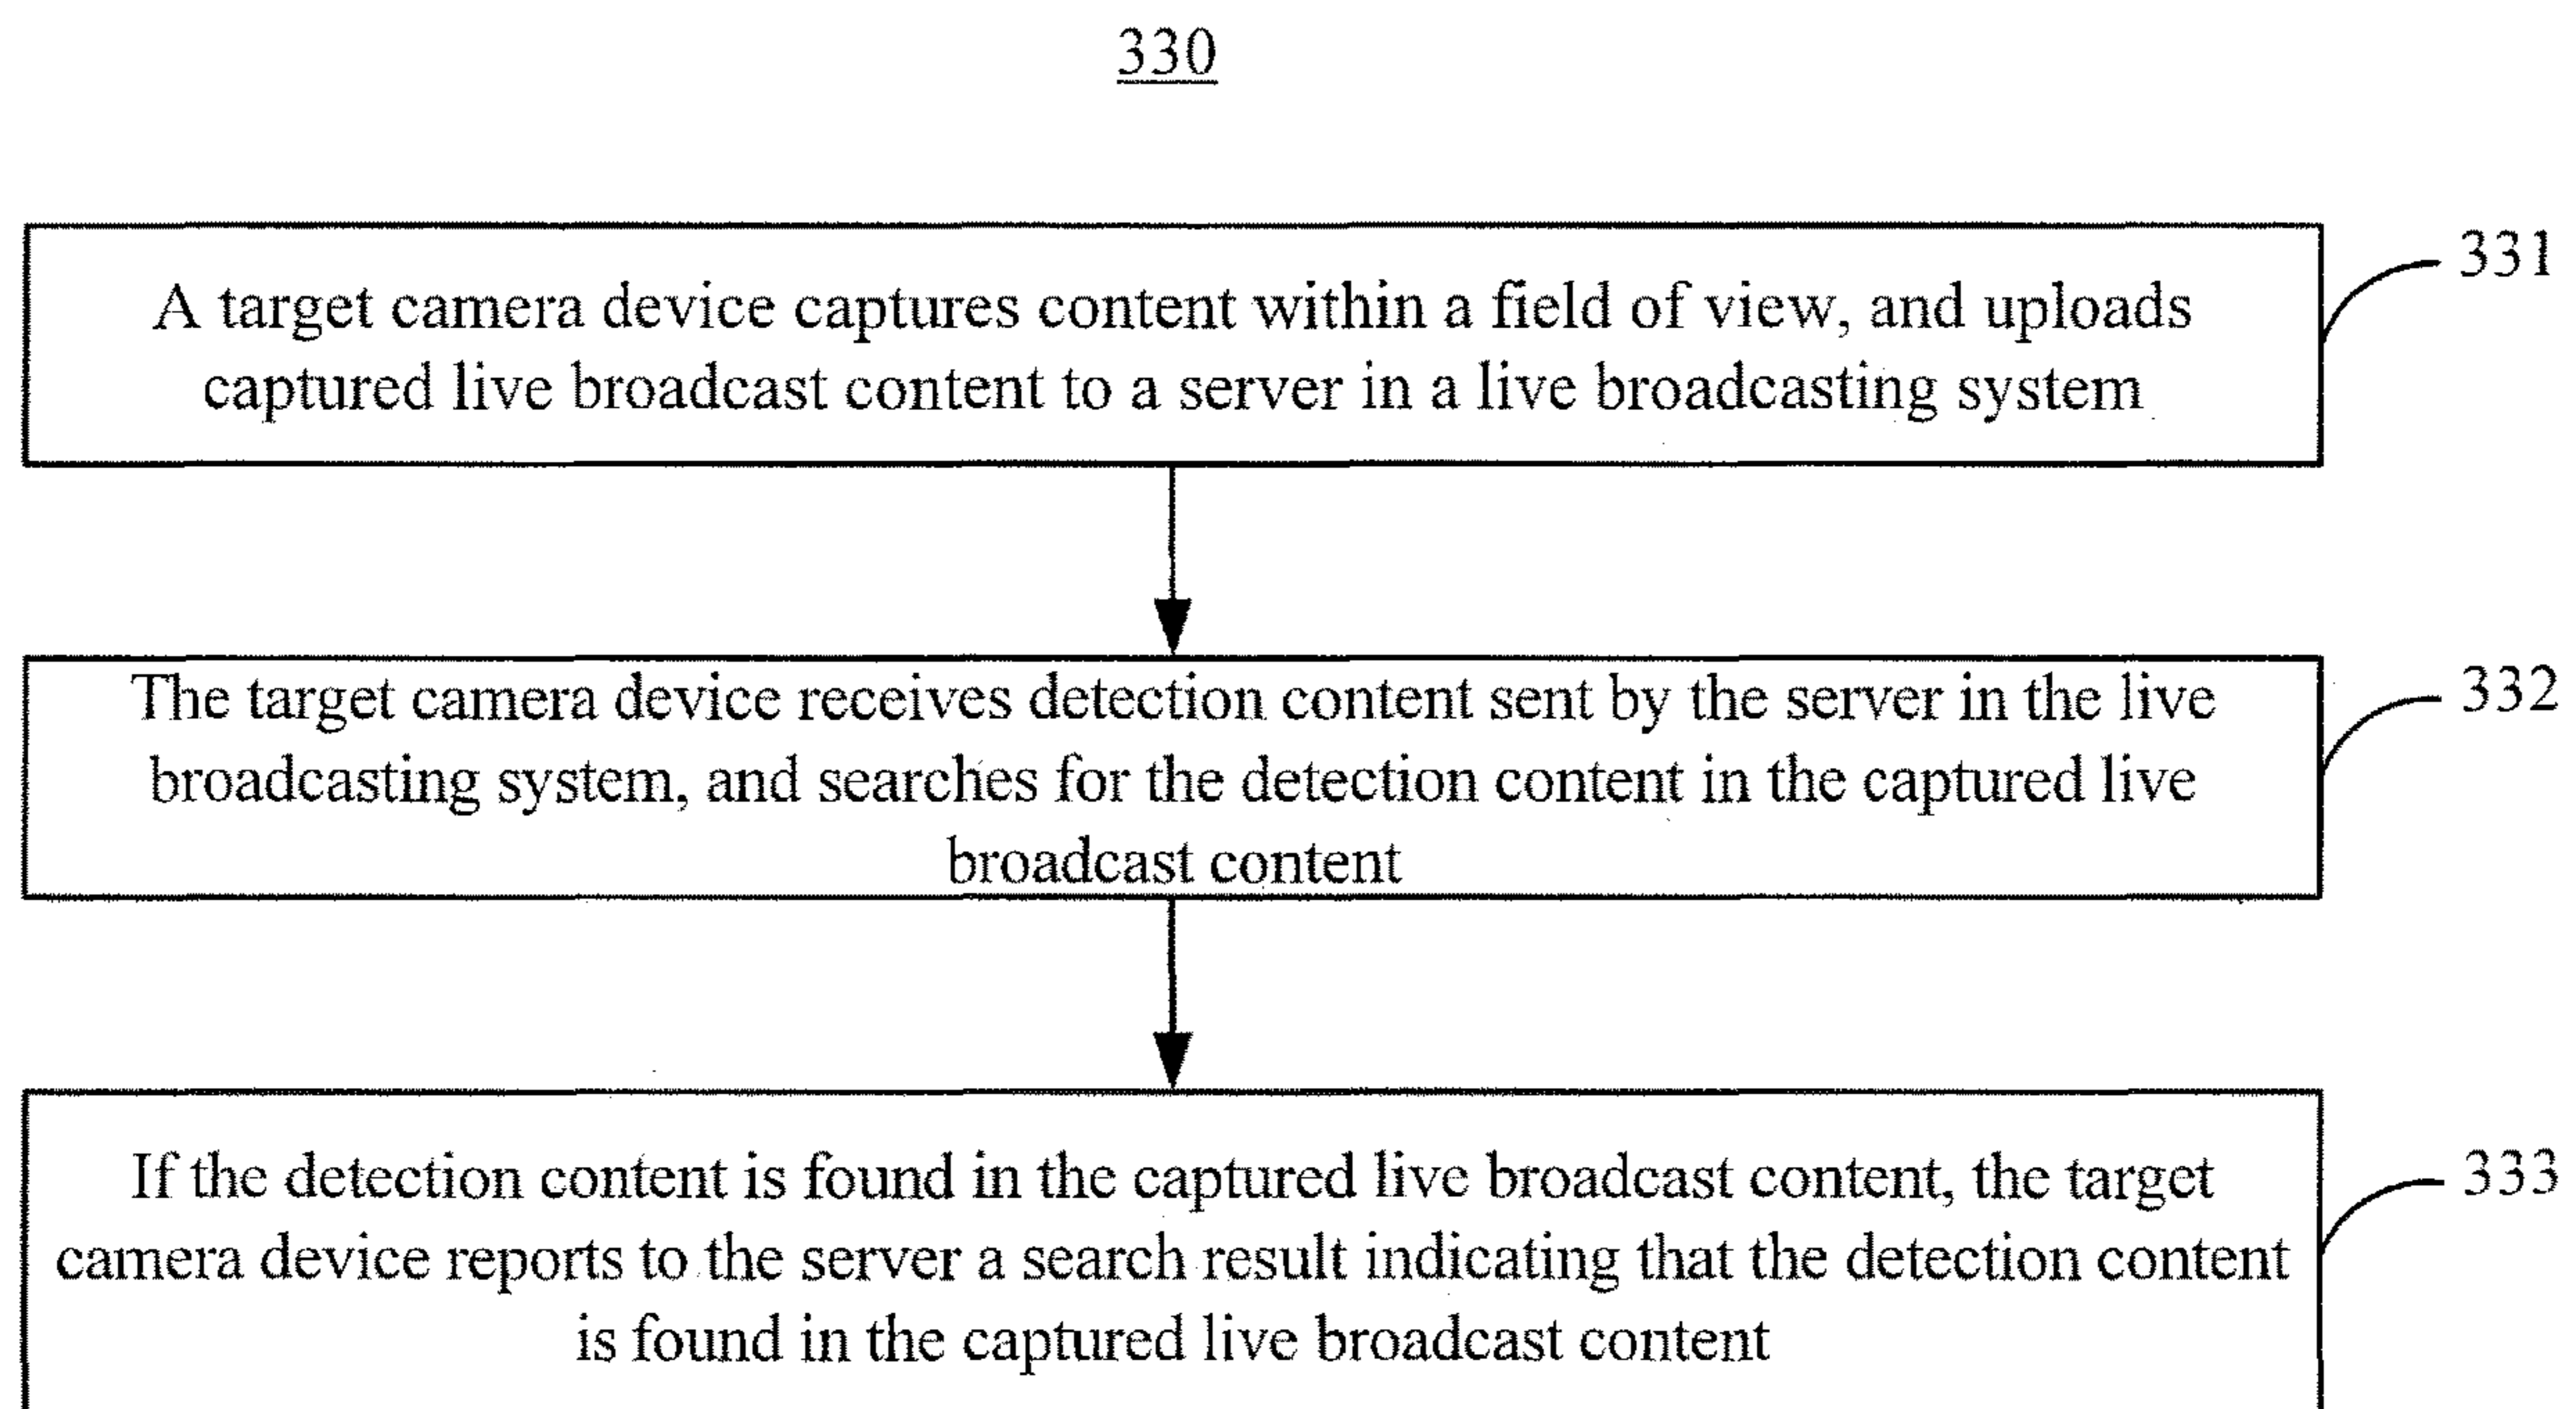 330
331
A target camera device captures content within a field of view, and uploads
captured live broadcast content to a server in a live broadcasting system
332
The target camera device receives detection content sent by the server in the live
broadcasting system, and searches for the detection content in the captured live
broadcast content
333
If the detection content is found in the captured live broadcast content, the target
camera device reports to the server a search result indicating that the detection content
is found in the captured live broadcast content